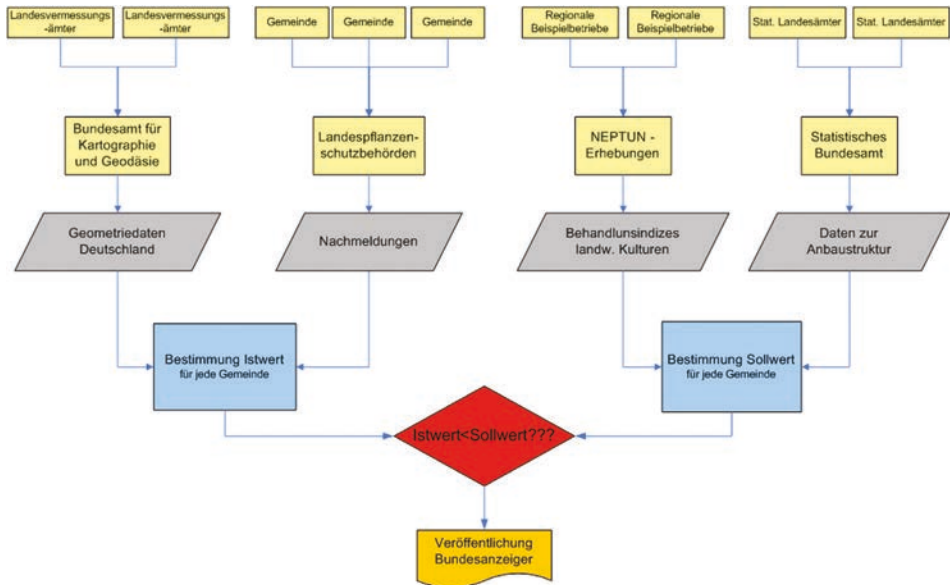 Landesvermessungs
-ämter
Landesvermessungs
-ämter
Gemeinde
Gemeinde
Gemeinde
Regionale
Beispielbetriebe
Regionale
Beispielbetriebe
Stat. Landesämter
Stat. Landesämter
Bundesamt für
Kartographie
und Geodäsie
Landespflanzen-
schutzbehörden
NEPTUN -
Erhebungen
Statistisches
Bundesamt
Geometriedaten
Deutschland
Nachmeldungen
Behandlunsindizes
landw. Kulturen
Daten zur
Anbaustruktur
Bestimmung Istwert
für jede Gemeinde
Bestimmung Sollwert
für jede Gemeinde
Istwert<Sollwert???
Veröffentlichung
Bundesanzeiger